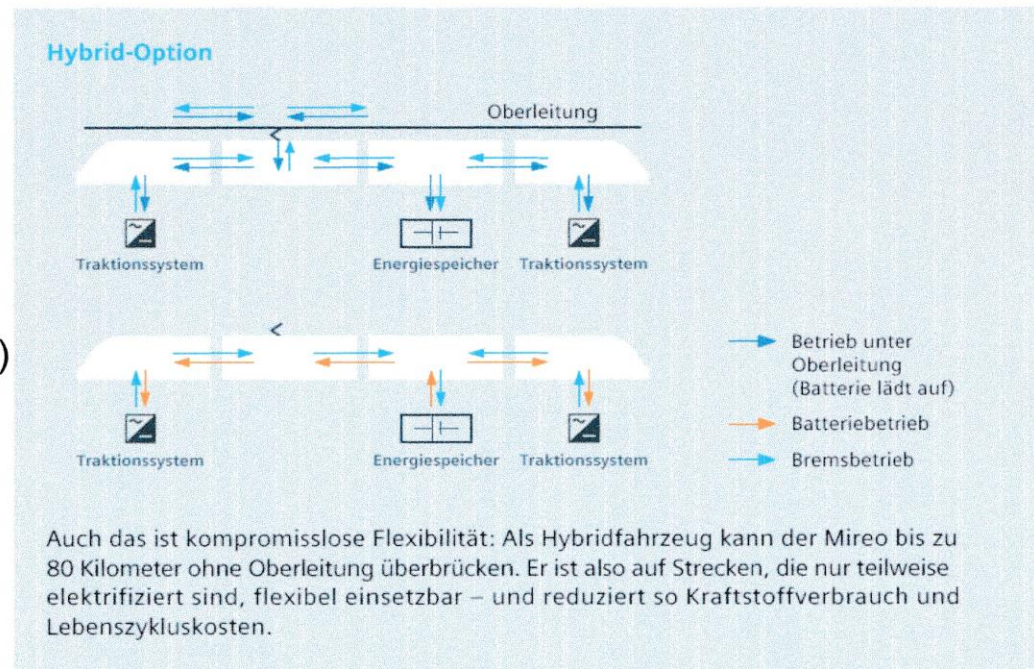 Hybrid-Option
Oberleitung
Traktionssystem
Energiespeicher
Traktionssystem
)
Traktionssystem
Energiespeicher
Traktionssystem
Betrieb unter
Oberleitung
(Batterie lädt auf)
Batteriebetrieb
Bremsbetrieb
Auch das ist kompromisslose Flexibilität: Als Hybridfahrzeug kann der Mireo bis zu
80 Kilometer ohne Oberleitung überbrücken. Er ist also auf Strecken, die nur teilweise
elektrifiziert sind, flexibel einsetzbar – und reduziert so Kraftstoffverbrauch und
Lebenszykluskosten.